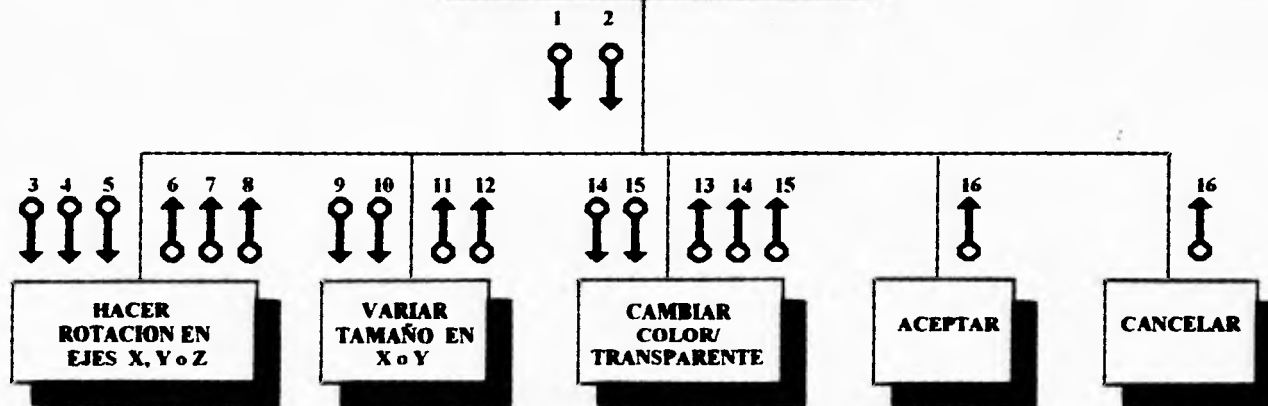 1 2
3 4 5 6 7 8 9 10 11 12 14 15 13 14 15 16 16
HACER
ROTACION EN
EJES X, Y o Z
VARIAR
TAMAÑO EN
X o Y
CAMBIAR
COLOR/
TRANSPARENTE
ACEPTAR
CANCELAR